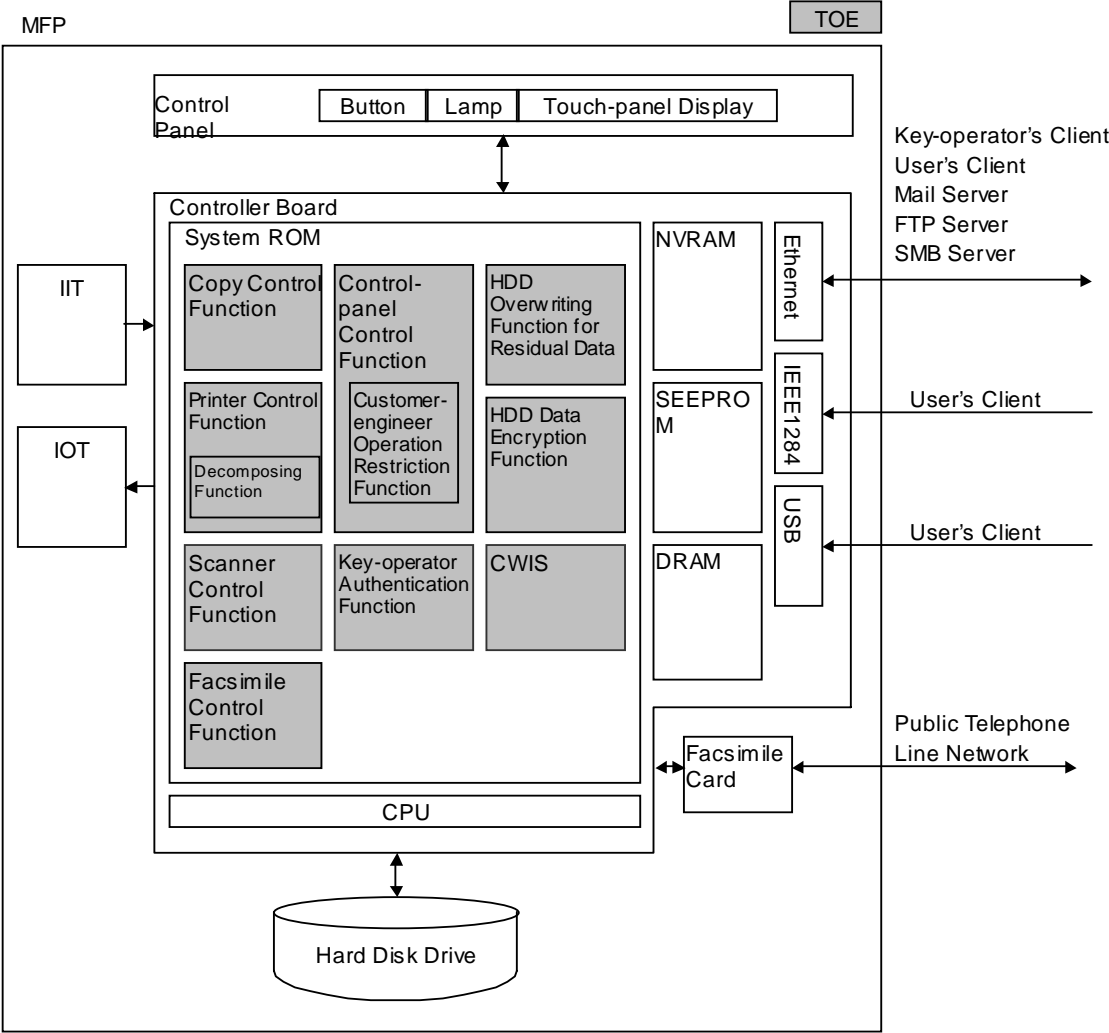 MFP
TOE
Control
Panel
Button
Lamp
Touch-panel Display
Key-operator's Client
User's Client
Mail Server
FTP Server
SMB Server
Controller Board
System ROM
Copy Control
Function
Control-
panel
Control
Function
HDD
Overwriting
Function for
Residual Data
NVRAM
Ethernet
IIT
Printer Control
Function
Decomposing
Function
Customer-
engineer
Operation
Restriction
Function
HDD Data
Encryption
Function
SEEPRO
M
IEEE1284
User's Client
IOT
USB
User's Client
Scanner
Control
Function
Key-operator
Authentication
Function
CWIS
DRAM
Facsimile
Control
Function
Facsimile
Card
Public Telephone
Line Network
CPU
Hard Disk Drive